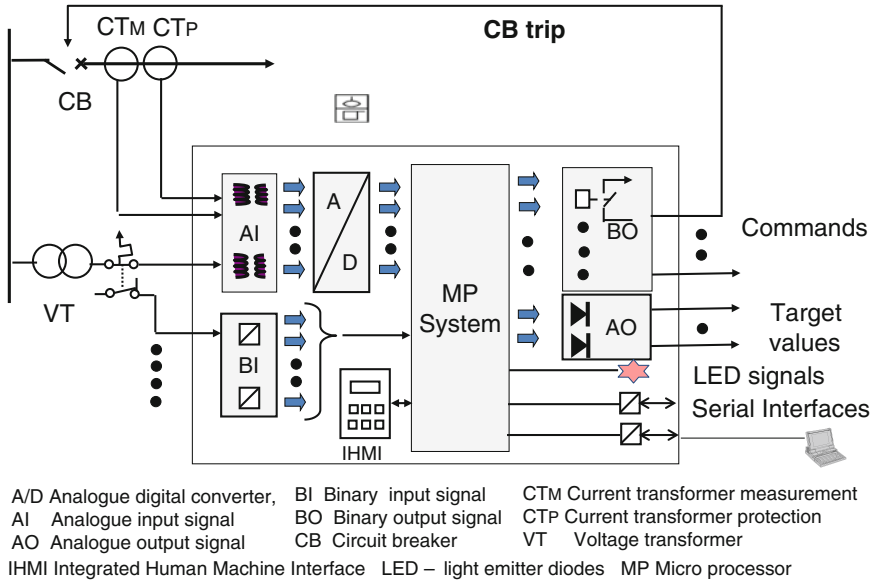 CTM CTP
CB trip
CB
AI
A
D
BO
Commands
VT
MP
System
AO
Target
values
BI
IHMI
LED signals
Serial Interfaces
A/D Analogue digital converter, BI Binary input signal CTM Current transformer measurement
AI Analogue input signal BO Binary output signal CTP Current transformer protection
AO Analogue output signal CB Circuit breaker VT Voltage transformer
IHMI Integrated Human Machine Interface LED – light emitter diodes MP Micro processor